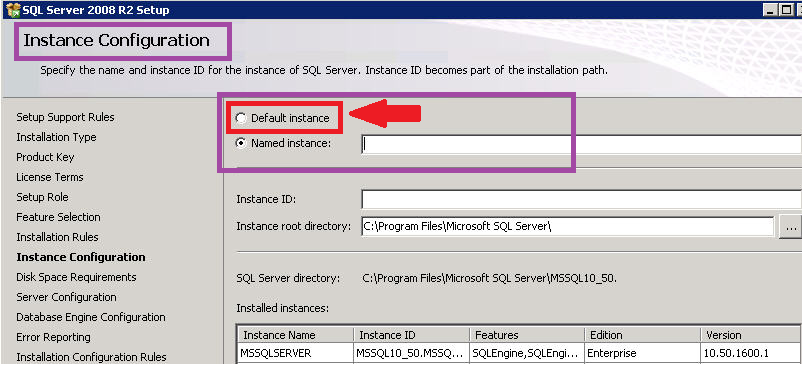 SQL Server 2008 R2 Setup
Instance Configuration
Specify the name and instance ID for the instance of SQL Server. Instance ID becomes part of the installation path.
Setup Support Rules
Installation Type
Product Key
License Terms
Setup Role
Feature Selection
Installation Rules
Instance Configuration
Disk Space Requirements
Server Configuration
Database Engine Configuration
Error Reporting
Installation Configuration Rules
Default instance
Named instance:
Instance ID:
Instance root directory: C:\Program Files\Microsoft SQL Server\ ...
SQL Server directory: C:\Program Files\Microsoft SQL Server\MSSQL10_50.
Installed instances:
Instance Name Instance ID Features Edition Version
MSSQLSERVER MSSQL10_50.MSSQ... SQLEngine,SQLEngi... Enterprise 10.50.1600.1